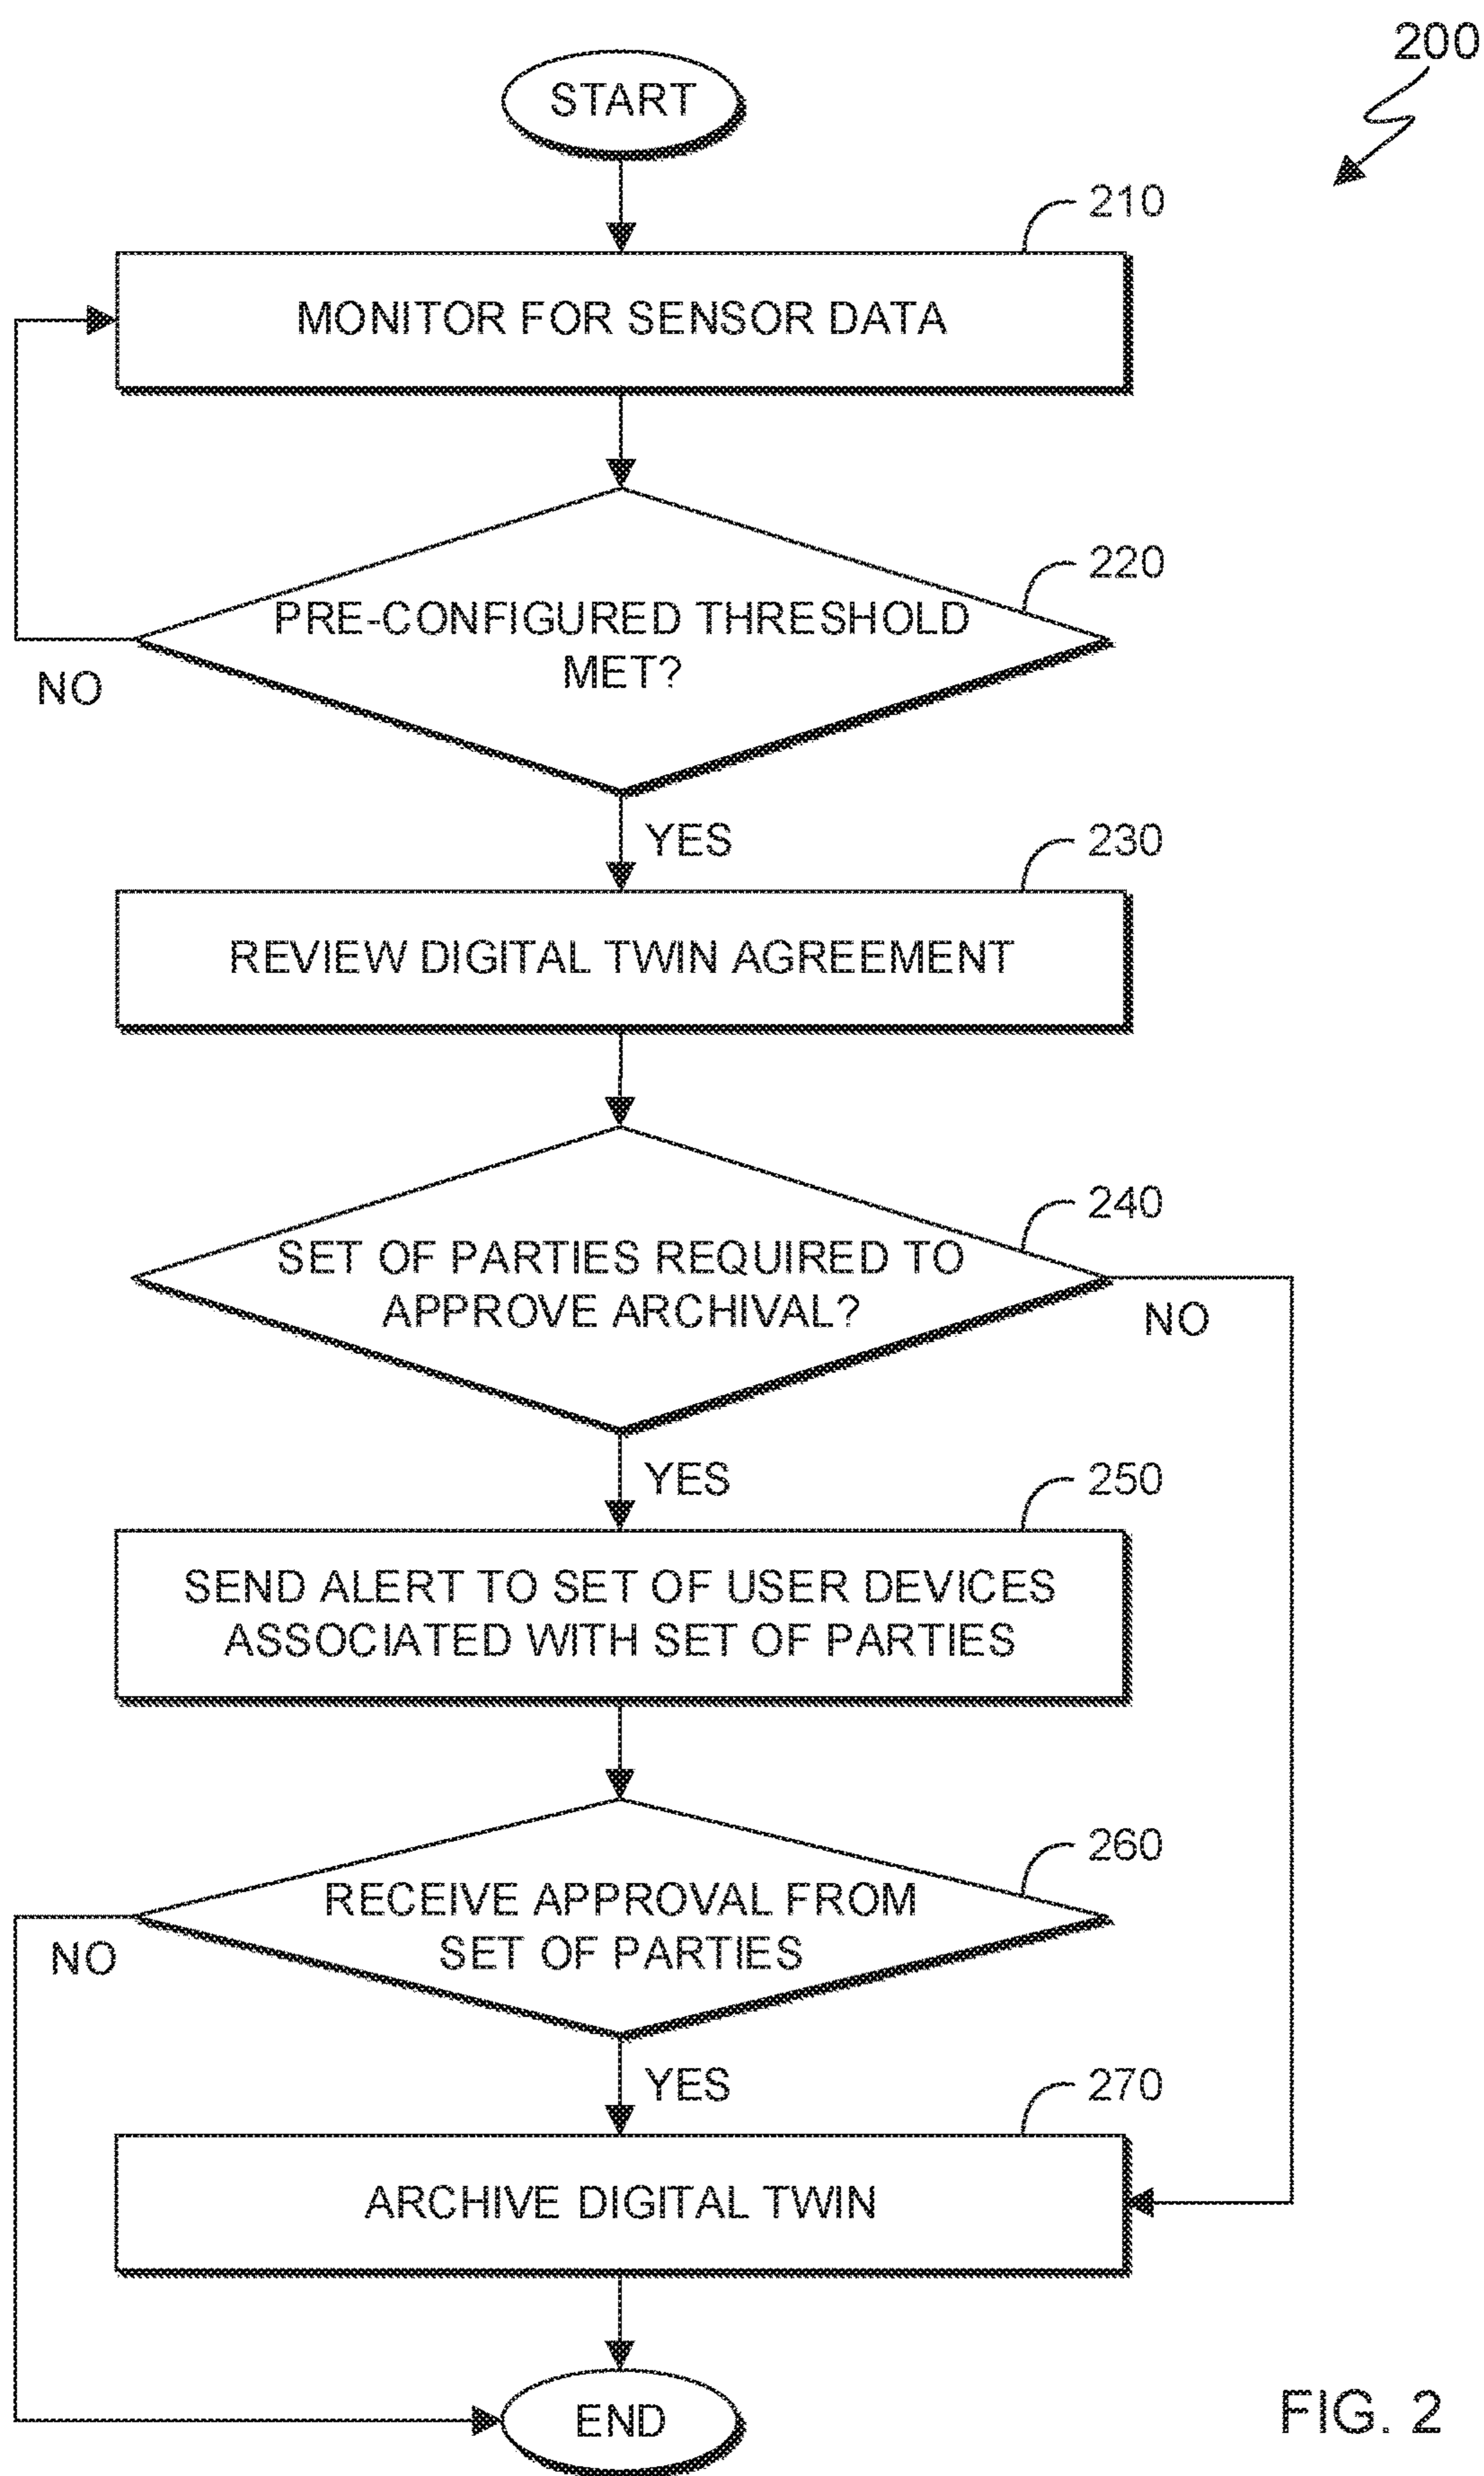 200
START
210
MONITOR FOR SENSOR DATA
220
PRE-CONFIGURED THRESHOLD
MET?
NO
YES
230
REVIEW DIGITAL TWIN AGREEMENT
240
SET OF PARTIES REQUIRED TO
APPROVE ARCHIVAL?
NO
YES
250
SEND ALERT TO SET OF USER DEVICES
ASSOCIATED WITH SET OF PARTIES
260
RECEIVE APPROVAL FROM
SET OF PARTIES
NO
YES
270
ARCHIVE DIGITAL TWIN
END
FIG. 2